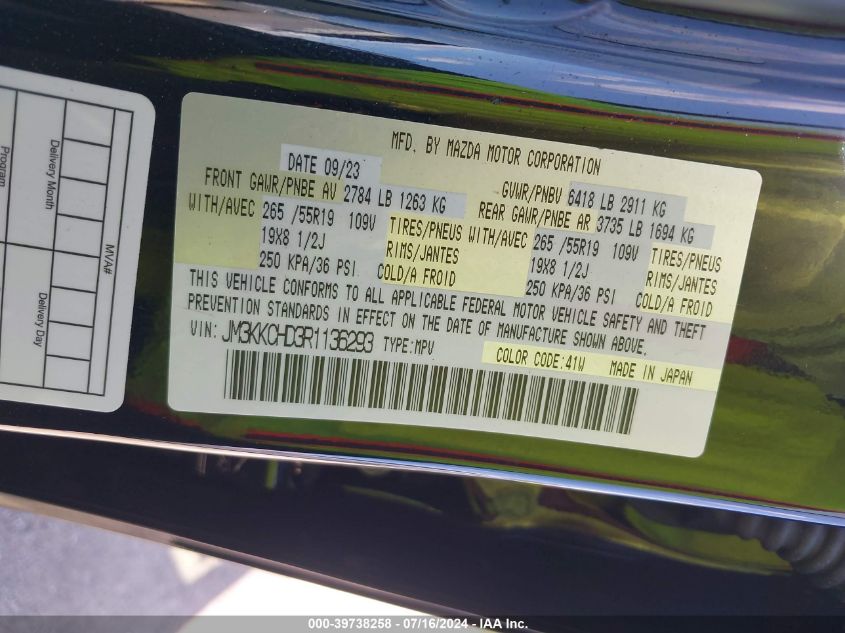 MFD. BY MAZDA MOTOR CORPORATION
DATE 09/23 GVWR/PNBV 6418 LB 2911 KG
FRONT GAWR/PNBE AV 2784 LB 1263 KG REAR GAWR/PNBE AR 3735 LB 1694 KG
WITH/AVEC 265 /55R19 109V TIRES/PNEUS WITH/AVEC 265 /55R19 109V TIRES/PNEUS
19X8 1/2J RIMS/JANTES 19X8 1/2J RIMS/JANTES
250 KPA/36 PSI COLD/A FROID 250 KPA/36 PSI COLD/A FROID
THIS VEHICLE CONFORMS TO ALL APPLICABLE FEDERAL MOTOR VEHICLE SAFETY AND THEFT
PREVENTION STANDARDS IN EFFECT ON THE DATE OF MANUFACTURE SHOWN ABOVE.
VIN: JM3KKCHD3R1136293 TYPE:MPV COLOR CODE:41W MADE IN JAPAN
Program
Delivery Month
MVA#
Delivery Day
000-39738258 - 07/16/2024 - IAA Inc.